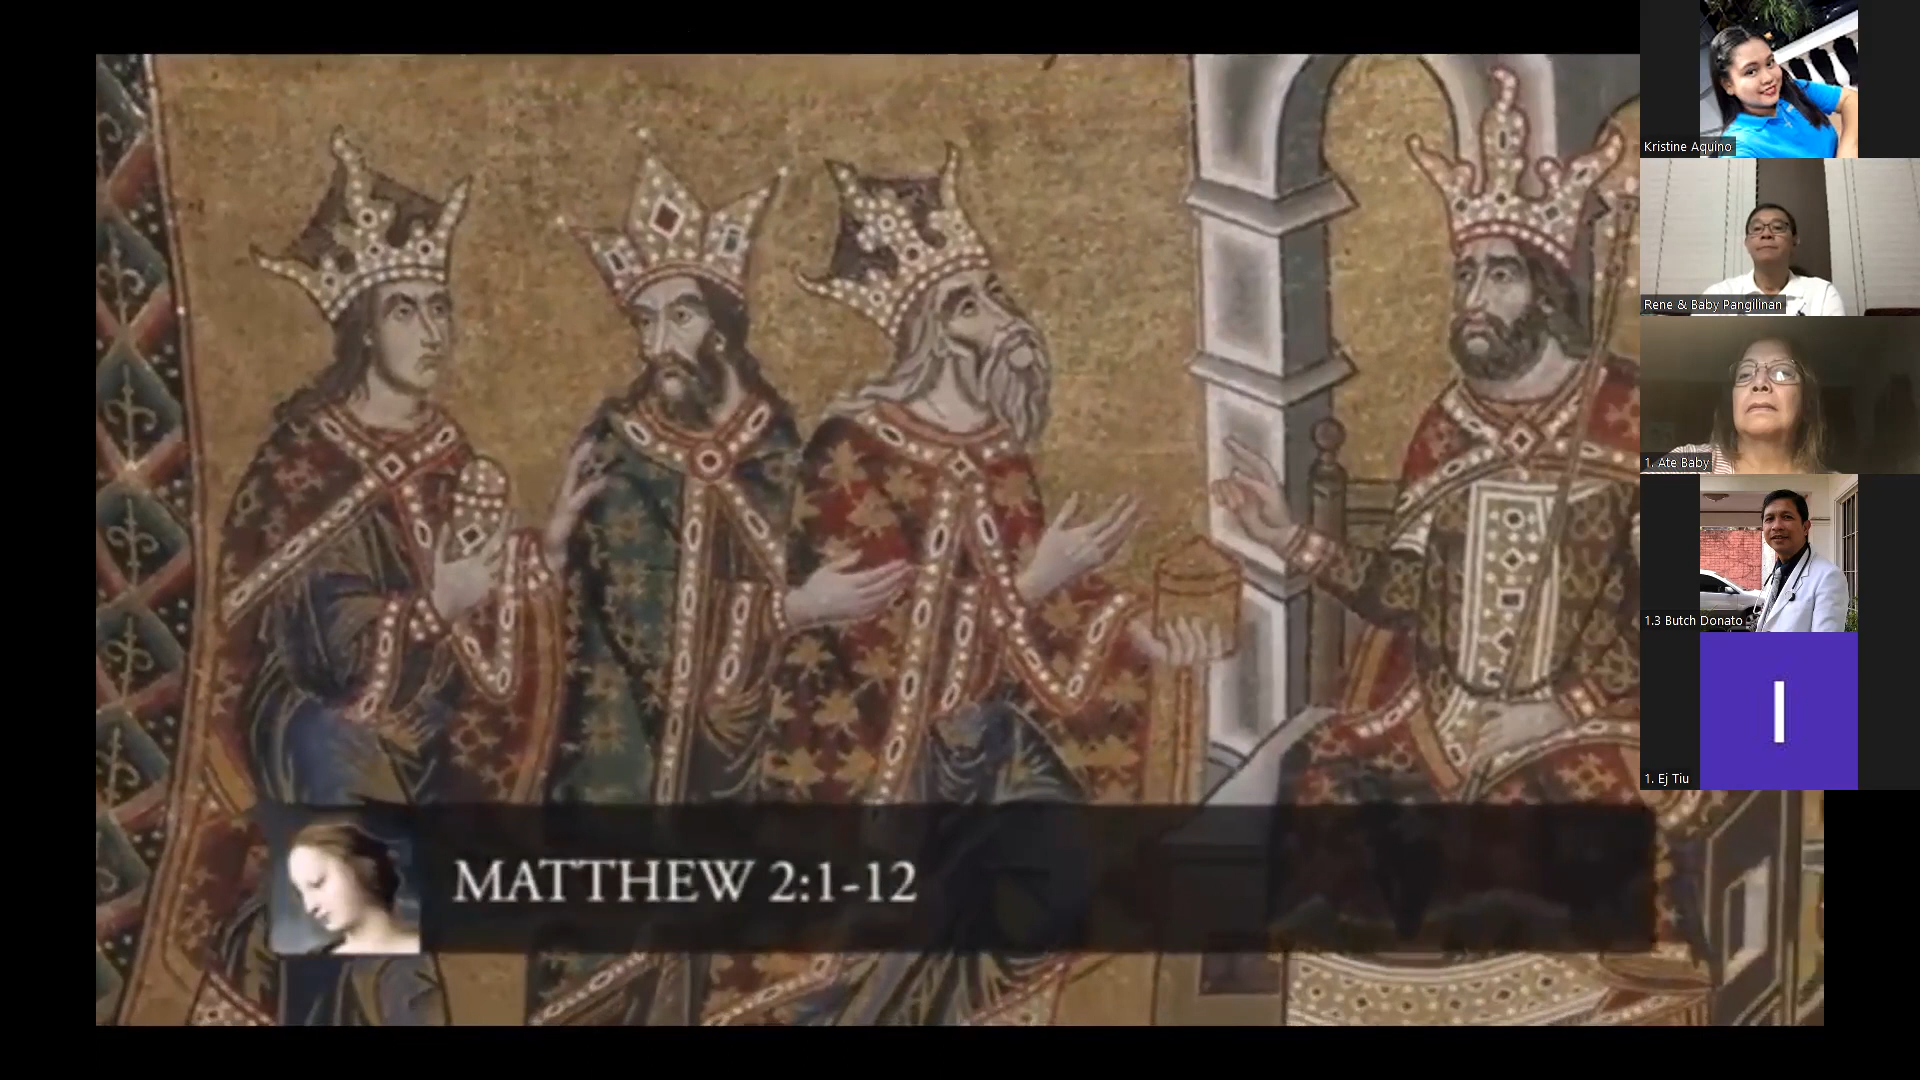 MATTHEW 2:1-12
Kristine Aquino
Rene & Baby Pangilinan
1. Ate Baby
1.3 Butch Donato
I
1. Ej Tiu